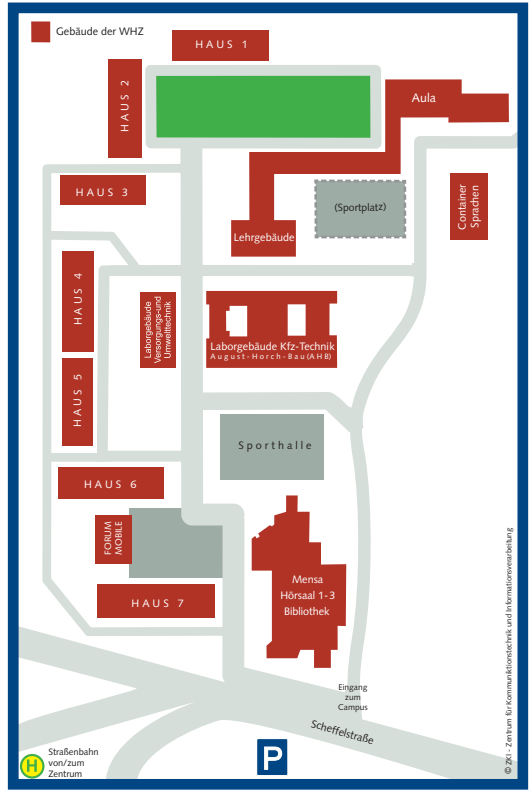 Gebäude der WHZ
HAUS 1
HAUS 2
Aula
HAUS 3
(Sportplatz)
Container
Sprachen
Lehrgebäude
HAUS 4
Laborgebäude
Versorgungs-und
Umwelttechnik
Laborgebäude Kfz-Technik
August-Horch-Bau(AHB)
HAUS 5
Sporthalle
HAUS 6
FORUM
MOBILE
Mensa
Hörsaal 1-3
Bibliothek
HAUS 7
Eingang
zum
Campus
Scheffelstraße
H
Straßenbahn
von/zum
Zentrum
P
© ZKI - Zentrum für Kommunikationstechnik und Informationsverarbeitung